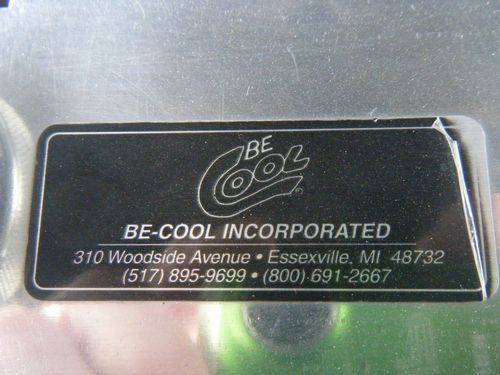 BE
COOL
BE-COOL INCORPORATED
310 Woodside Avenue • Essexville, MI 48732
(517) 895-9699 • (800) 691-2667